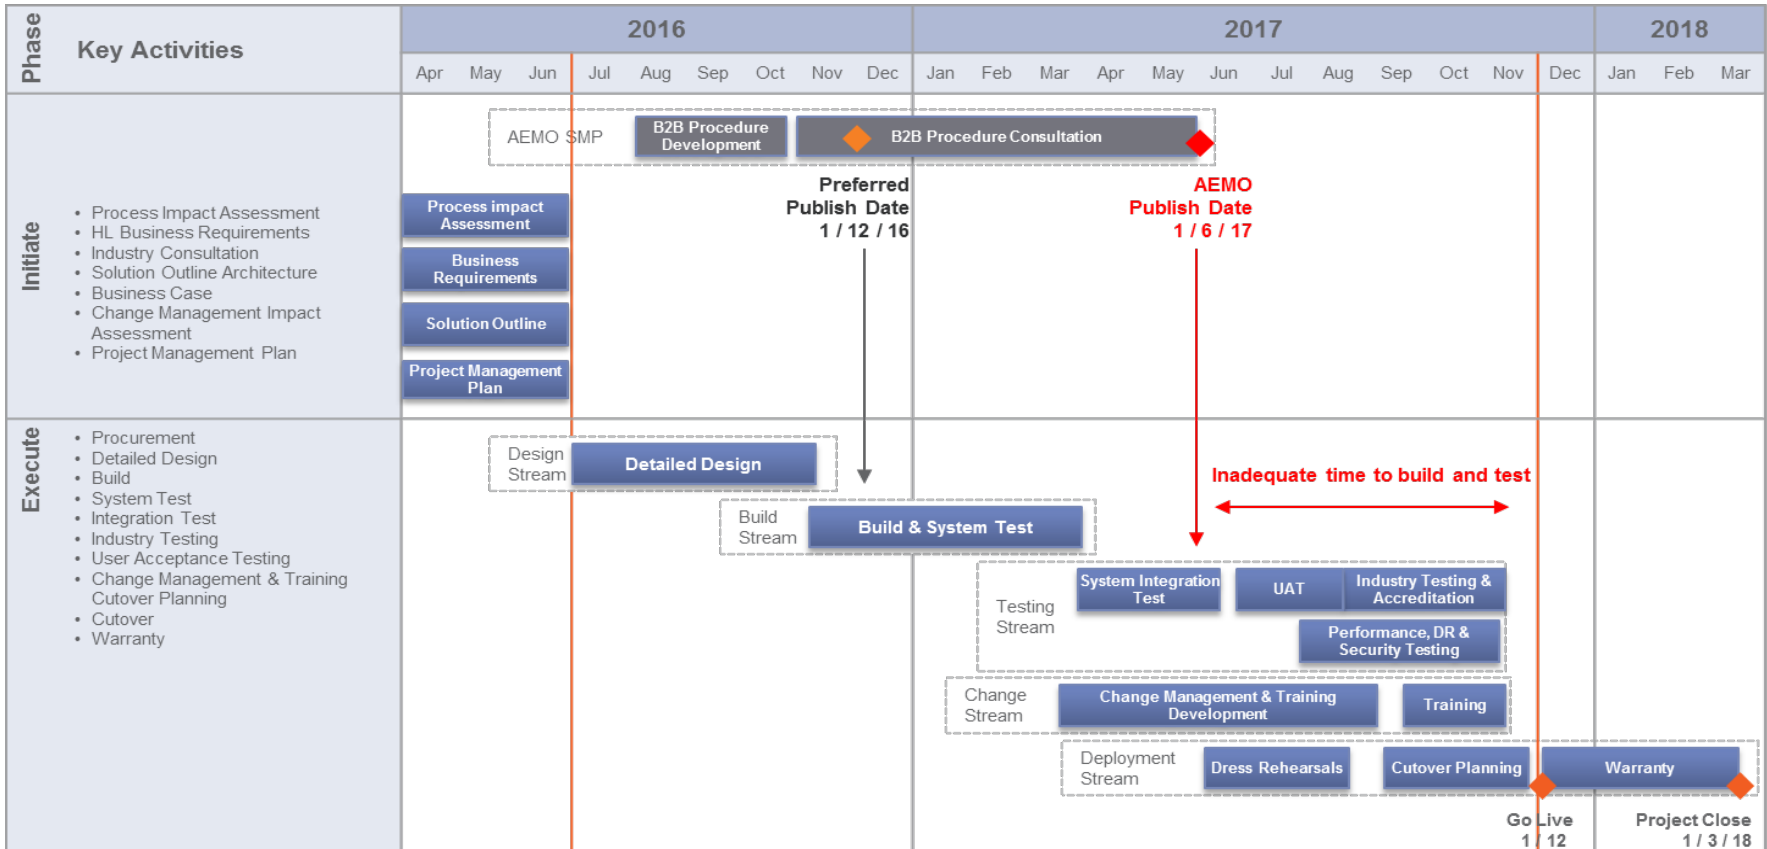 Phase
Key Activities
2016
2017
2018
Apr May Jun Jul Aug Sep Oct Nov Dec Jan Feb Mar Apr May Jun Jul Aug Sep Oct Nov Dec Jan Feb Mar
Initiate
• Process Impact Assessment
• HL Business Requirements
• Industry Consultation
• Solution Outline Architecture
• Business Case
• Change Management Impact
Assessment
• Project Management Plan
AEMO SMP
B2B Procedure
Development
B2B Procedure Consultation
Preferred
Publish Date
1 / 12 / 16
AEMO
Publish Date
1 / 6 / 17
Process impact
Assessment
Business
Requirements
Solution Outline
Project Management
Plan
Execute
• Procurement
• Detailed Design
• Build
• System Test
• Integration Test
• Industry Testing
• User Acceptance Testing
• Change Management & Training
Cutover Planning
• Cutover
• Warranty
Design
Stream
Detailed Design
Inadequate time to build and test
Build
Stream
Build & System Test
Testing
Stream
System Integration
Test
UAT
Industry Testing &
Accreditation
Performance, DR &
Security Testing
Change
Stream
Change Management & Training
Development
Training
Deployment
Stream
Dress Rehearsals
Cutover Planning
Warranty
Go Live
1 / 12
Project Close
1 / 3 / 18